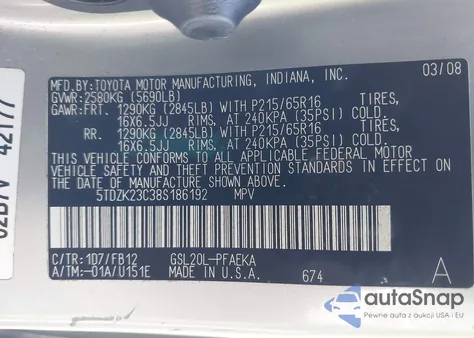 MFD.BY:TOYOTA MOTOR MANUFACTURING, INDIANA, INC. 03/08
GVWR:2580KG (5690LB)
GAWR:FRT. 1290KG (2845LB) WITH P215/65R16 TIRES,
16X6.5JJ RIMS, AT 240KPA (35PSI) COLD.
RR. 1290KG (2845LB) WITH P215/65R16 TIRES,
16X6.5JJ RIMS, AT 240KPA (35PSI) COLD.
THIS VEHICLE CONFORMS TO ALL APPLICABLE FEDERAL MOTOR
VEHICLE SAFETY AND THEFT PREVENTION STANDARDS IN
EFFECT ON THE DATE OF MANUFACTURE SHOWN ABOVE.
5TDZK23C38S186192 MPV
C/TR: 1D7/FB12 GSL20L-PFAEKA
A/TM: -01A/U151E MADE IN U.S.A. 674 A
42177
autoSnap
Pewne auta z USA